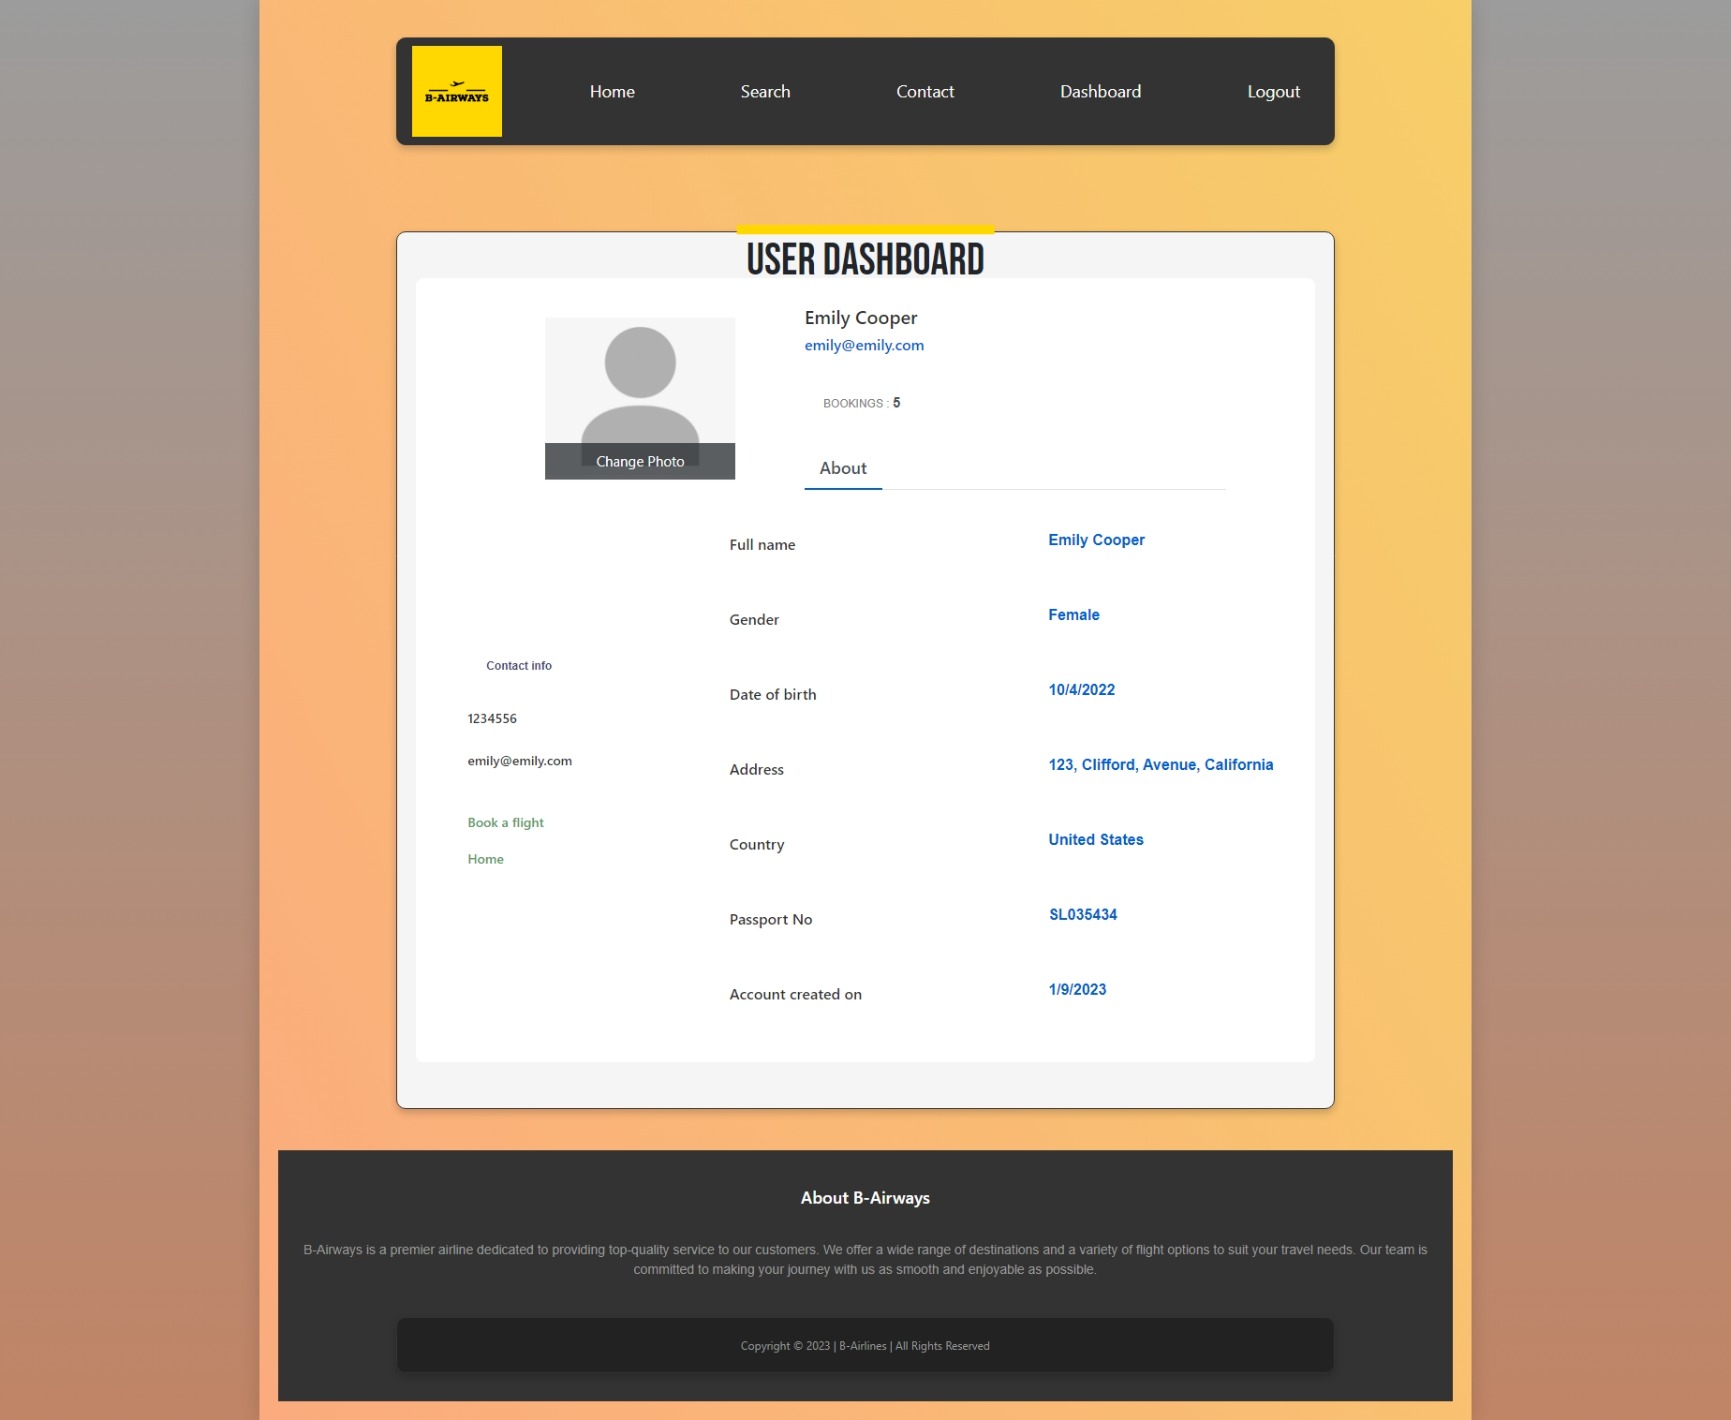 B-AIRWAYS
Home
Search
Contact
Dashboard
Logout
USER DASHBOARD
Change Photo
Emily Cooper
emily@emily.com
BOOKINGS : 5
About
Contact info
1234556
emily@emily.com
Book a flight
Home
Full name
Emily Cooper
Gender
Female
Date of birth
10/4/2022
Address
123, Clifford, Avenue, California
Country
United States
Passport No
SL035434
Account created on
1/9/2023
About B-Airways
B-Airways is a premier airline dedicated to providing top-quality service to our customers. We offer a wide range of destinations and a variety of flight options to suit your travel needs. Our team is
committed to making your journey with us as smooth and enjoyable as possible.
Copyright © 2023 | B-Airlines | All Rights Reserved